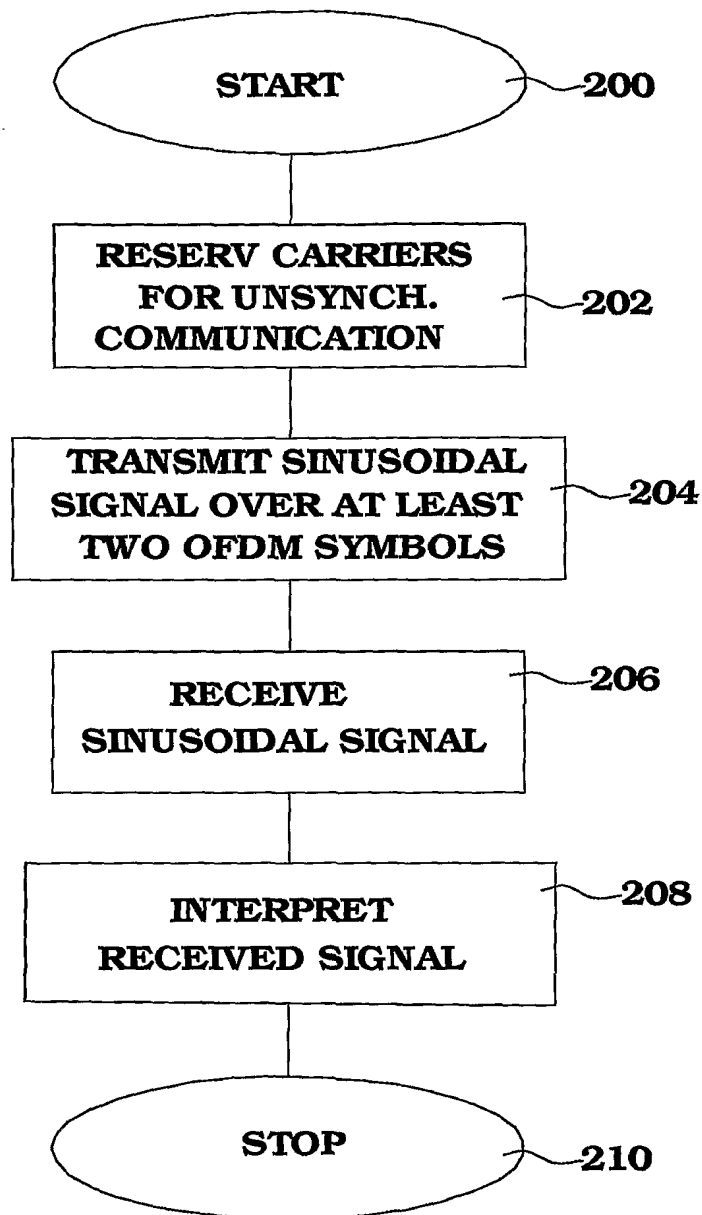 START
200
RESERV CARRIERS
FOR UNSYNCH.
COMMUNICATION
202
TRANSMIT SINUSOIDAL
SIGNAL OVER AT LEAST
TWO OFDM SYMBOLS
204
RECEIVE
SINUSOIDAL SIGNAL
206
INTERPRET
RECEIVED SIGNAL
208
STOP
210